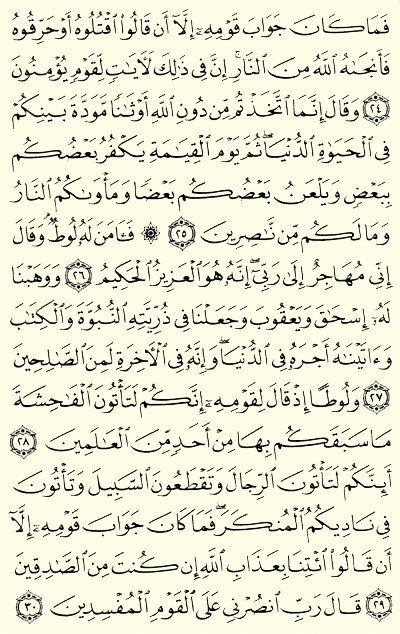 فَمَا كَانَ جَوَابَ قَوْمِهِۦٓ إِلَّآ أَن قَالُوا۟ ٱقْتُلُوهُ أَوْ حَرِّقُوهُ
فَأَنجَىٰهُ ٱللَّهُ مِنَ ٱلنَّارِ ۚ إِنَّ فِى ذَٰلِكَ لَـَٔايَـٰتٍ لِّقَوْمٍ يُؤْمِنُونَ
٢٤ وَقَالَ إِنَّمَا ٱتَّخَذْتُم مِّن دُونِ ٱللَّهِ أَوْثَـٰنًا مَّوَدَّةَ بَيْنِكُمْ
فِى ٱلْحَيَوٰةِ ٱلدُّنْيَا ۖ ثُمَّ يَوْمَ ٱلْقِيَـٰمَةِ يَكْفُرُ بَعْضُكُم
بِبَعْضٍ وَيَلْعَنُ بَعْضُكُم بَعْضًا وَمَأْوَىٰكُمُ ٱلنَّارُ
وَمَا لَكُم مِّن نَّـٰصِرِينَ ٢٥ ۞ فَـَٔامَنَ لَهُۥ لُوطٌ ۘ وَقَالَ
إِنِّى مُهَاجِرٌ إِلَىٰ رَبِّىٓ ۖ إِنَّهُۥ هُوَ ٱلْعَزِيزُ ٱلْحَكِيمُ ٢٦ وَوَهَبْنَا
لَهُۥٓ إِسْحَـٰقَ وَيَعْقُوبَ وَجَعَلْنَا فِى ذُرِّيَّتِهِ ٱلنُّبُوَّةَ وَٱلْكِتَـٰبَ
وَءَاتَيْنَـٰهُ أَجْرَهُۥ فِى ٱلدُّنْيَا ۖ وَإِنَّهُۥ فِى ٱلْـَٔاخِرَةِ لَمِنَ ٱلصَّـٰلِحِينَ
٢٧ وَلُوطًا إِذْ قَالَ لِقَوْمِهِۦٓ إِنَّكُمْ لَتَأْتُونَ ٱلْفَـٰحِشَةَ
مَا سَبَقَكُم بِهَا مِنْ أَحَدٍ مِّنَ ٱلْعَـٰلَمِينَ ٢٨
أَئِنَّكُمْ لَتَأْتُونَ ٱلرِّجَالَ وَتَقْطَعُونَ ٱلسَّبِيلَ وَتَأْتُونَ
فِى نَادِيكُمُ ٱلْمُنكَرَ ۖ فَمَا كَانَ جَوَابَ قَوْمِهِۦٓ إِلَّآ
أَن قَالُوا۟ ٱئْتِنَا بِعَذَابِ ٱللَّهِ إِن كُنتَ مِنَ ٱلصَّـٰدِقِينَ
٢٩ قَالَ رَبِّ ٱنصُرْنِى عَلَى ٱلْقَوْمِ ٱلْمُفْسِدِينَ ٣٠